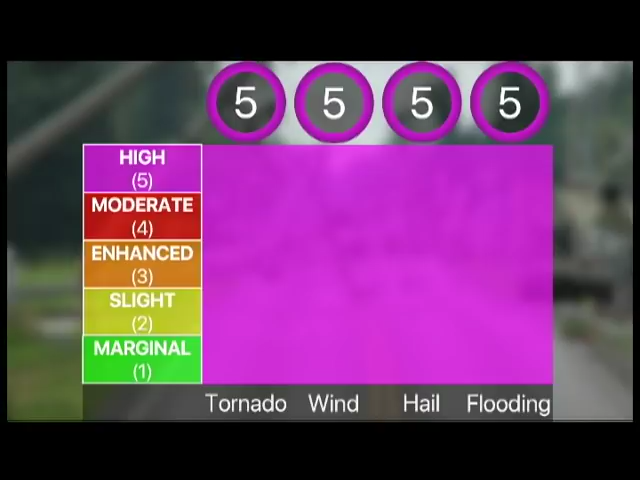 5 5 5 5
HIGH
(5)
MODERATE
(4)
ENHANCED
(3)
SLIGHT
(2)
MARGINAL
(1)
Tornado Wind Hail Flooding